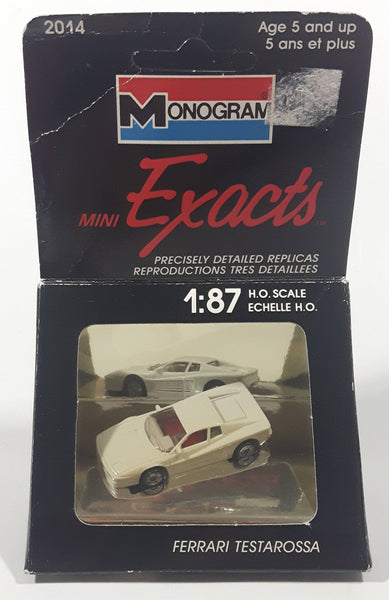 2014
Age 5 and up
5 ans et plus
MONOGRAM
MINI Exacts
PRECISELY DETAILED REPLICAS
REPRODUCTIONS TRES DETAILLEES
1:87 H.O. SCALE
ECHELLE H.O.
FERRARI TESTAROSSA